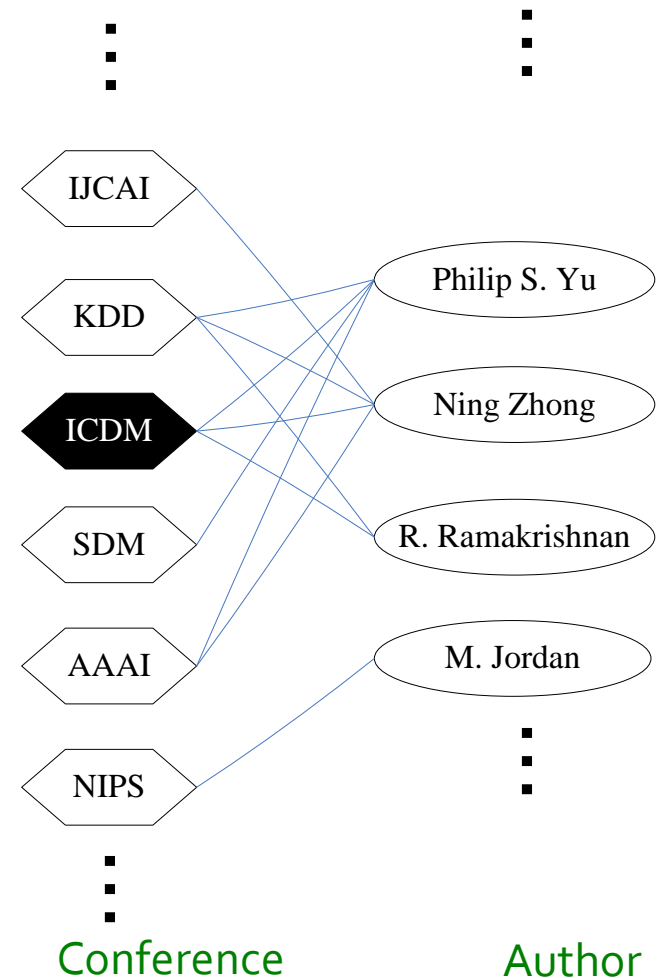 IJCAI
KDD
ICDM
SDM
AAAI
NIPS
Conference
Philip S. Yu
Ning Zhong
R. Ramakrishnan
M. Jordan
Author